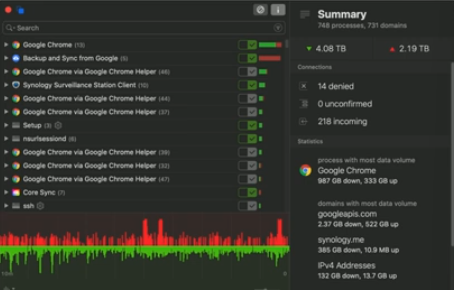 Search
Google Chrome (13)
Backup and Sync from Google (5)
Google Chrome via Google Chrome Helper (46)
Synology Surveillance Station Client (10)
Google Chrome via Google Chrome Helper (44)
Google Chrome via Google Chrome Helper (37)
Setup (3)
nsurlsessiond (6)
Google Chrome via Google Chrome Helper (39)
Google Chrome via Google Chrome Helper (32)
Google Chrome via Google Chrome Helper (47)
Core Sync (7)
ssh
10m
0
Summary
748 processes, 731 domains
4.08 TB
2.19 TB
Connections
14 denied
0 unconfirmed
218 incoming
Statistics
process with most data volume
Google Chrome
987 GB down, 333 GB up
domains with most data volume
googleapis.com
2.37 GB down, 522 GB up
synology.me
385 GB down, 10.9 MB up
IPv4 Addresses
132 GB down, 13.7 GB up